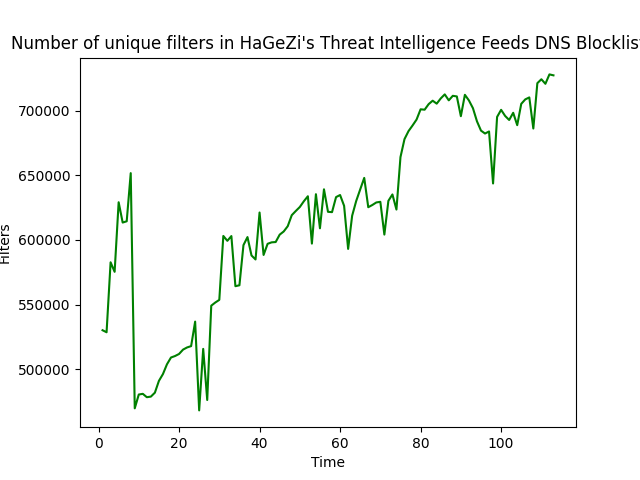 Number of unique filters in HaGeZi's Threat Intelligence Feeds DNS Blocklis
700000
650000
600000
550000
500000
Filters
0 20 40 60 80 100
Time